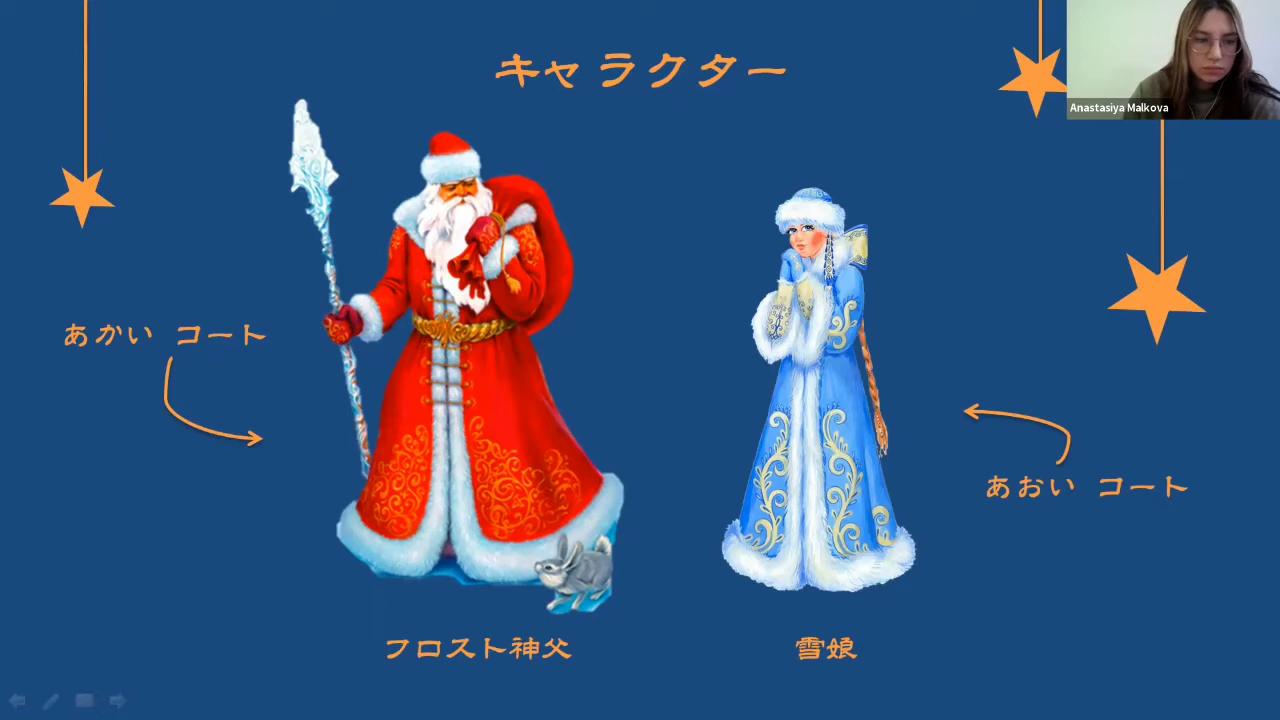 キャラクター
Anastasiya Malkova
あかい コート
あおい コート
フロスト神父
雪娘